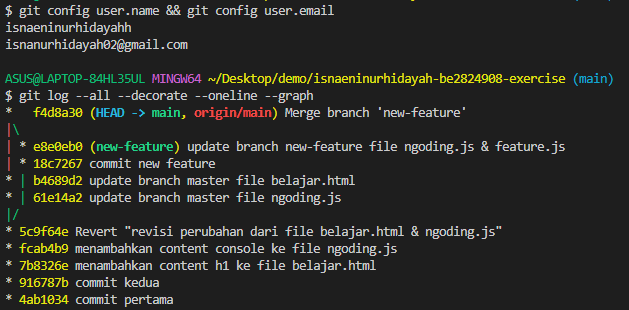 $ git config user.name && git config user.email
isnaeninurhidayahh
isnanurhidayah02@gmail.com
ASUS@LAPTOP-84HL35UL MINGW64 ~/Desktop/demo/isnaeninurhidayah-be2824908-exercise (main)
$ git log --all --decorate --oneline --graph
*   f4d8a30 (HEAD -> main, origin/main) Merge branch 'new-feature'
|\
| * e8e0eb0 (new-feature) update branch new-feature file ngoding.js & feature.js
| * 18c7267 commit new feature
* | b4689d2 update branch master file belajar.html
* | 61e14a2 update branch master file ngoding.js
|/
* 5c9f64e Revert "revisi perubahan dari file belajar.html & ngoding.js"
* fcab4b9 menambahkan content console ke file ngoding.js
* 7b8326e menambahkan content h1 ke file belajar.html
* 916787b commit kedua
* 4ab1034 commit pertama